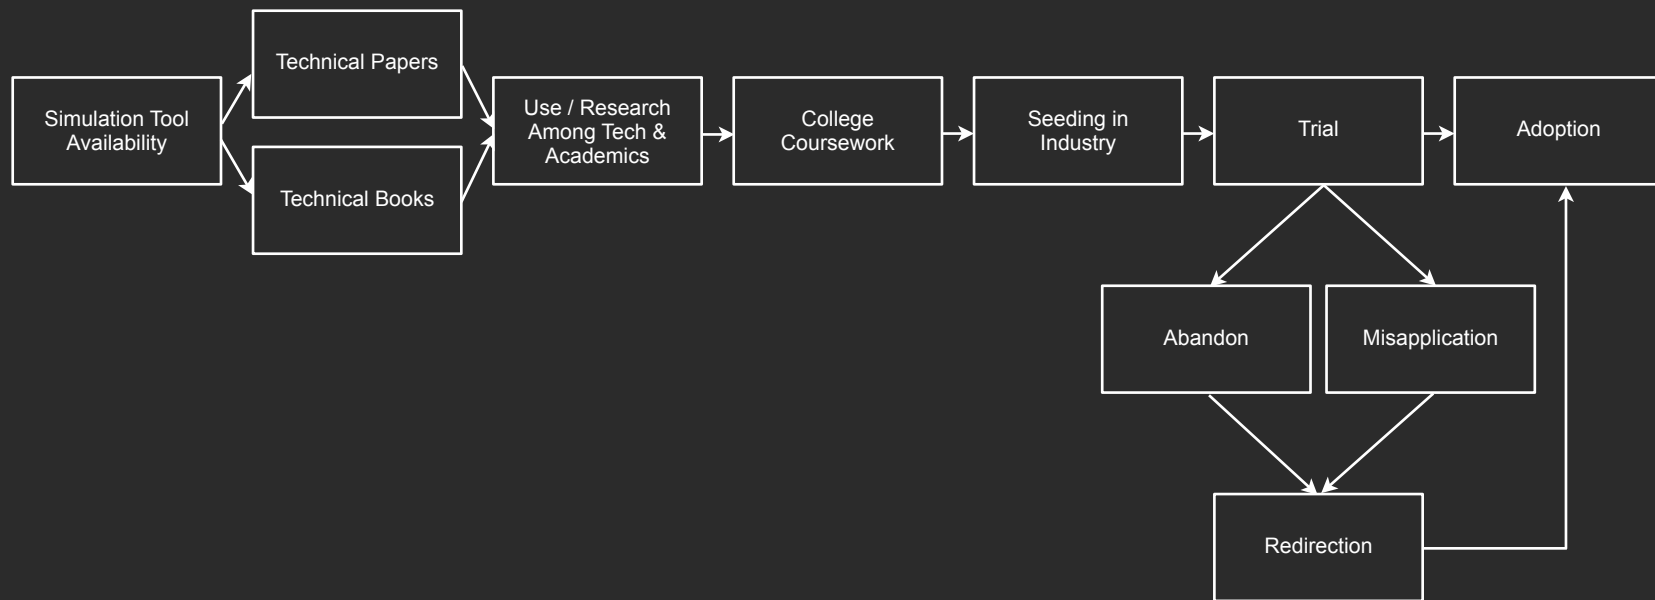 Simulation Tool
Availability
Technical Papers
Technical Books
Use / Research
Among Tech &
Academics
College
Coursework
Seeding in
Industry
Trial
Adoption
Abandon
Misapplication
Redirection